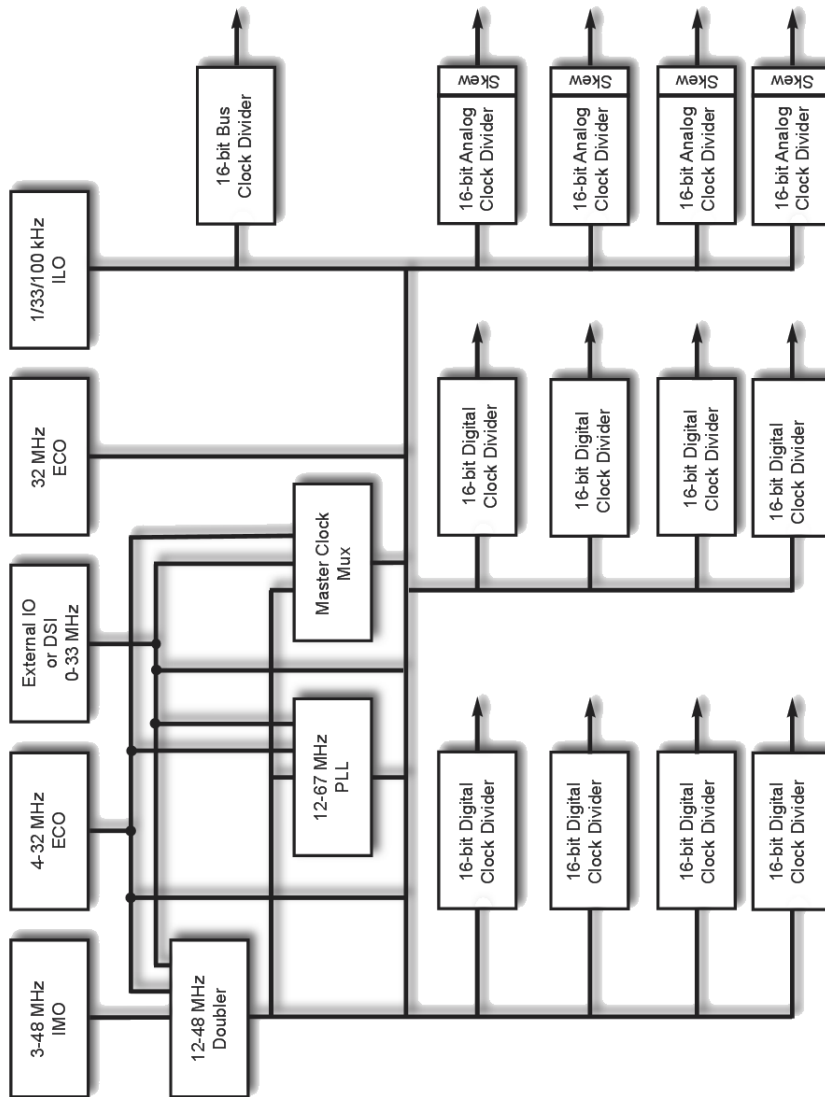 3-48 MHz
IMO
4-32 MHz
ECO
External IO
or DSI
0-33 MHz
32 MHz
ECO
1/33/100 kHz
ILO
12-48 MHz
Doubler
12-67 MHz
PLL
Master Clock
Mux
16-bit Bus
Clock Divider
16-bit Digital
Clock Divider
16-bit Digital
Clock Divider
16-bit Analog
Clock Divider
Skew
16-bit Digital
Clock Divider
16-bit Digital
Clock Divider
16-bit Analog
Clock Divider
Skew
16-bit Digital
Clock Divider
16-bit Digital
Clock Divider
16-bit Analog
Clock Divider
Skew
16-bit Digital
Clock Divider
16-bit Digital
Clock Divider
16-bit Analog
Clock Divider
Skew